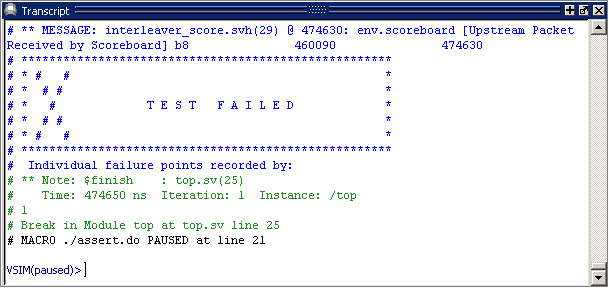 Transcript
# ** MESSAGE: interleaver_score.svh(29) @ 474630: env.scoreboard [Upstream Packet
Received by Scoreboard] b8                460090                474630
# *******************************************************
# * #   #                                               *
# *  # #                                                *
# *   #              T E S T   F A I L E D              *
# *  # #                                                *
# * #   #                                               *
# *******************************************************
#  Individual failure points recorded by:
# ** Note: $finish    : top.sv(25)
#    Time: 474650 ns  Iteration: 1  Instance: /top
# 1
# Break in Module top at top.sv line 25
# MACRO ./assert.do PAUSED at line 21
VSIM(paused)>